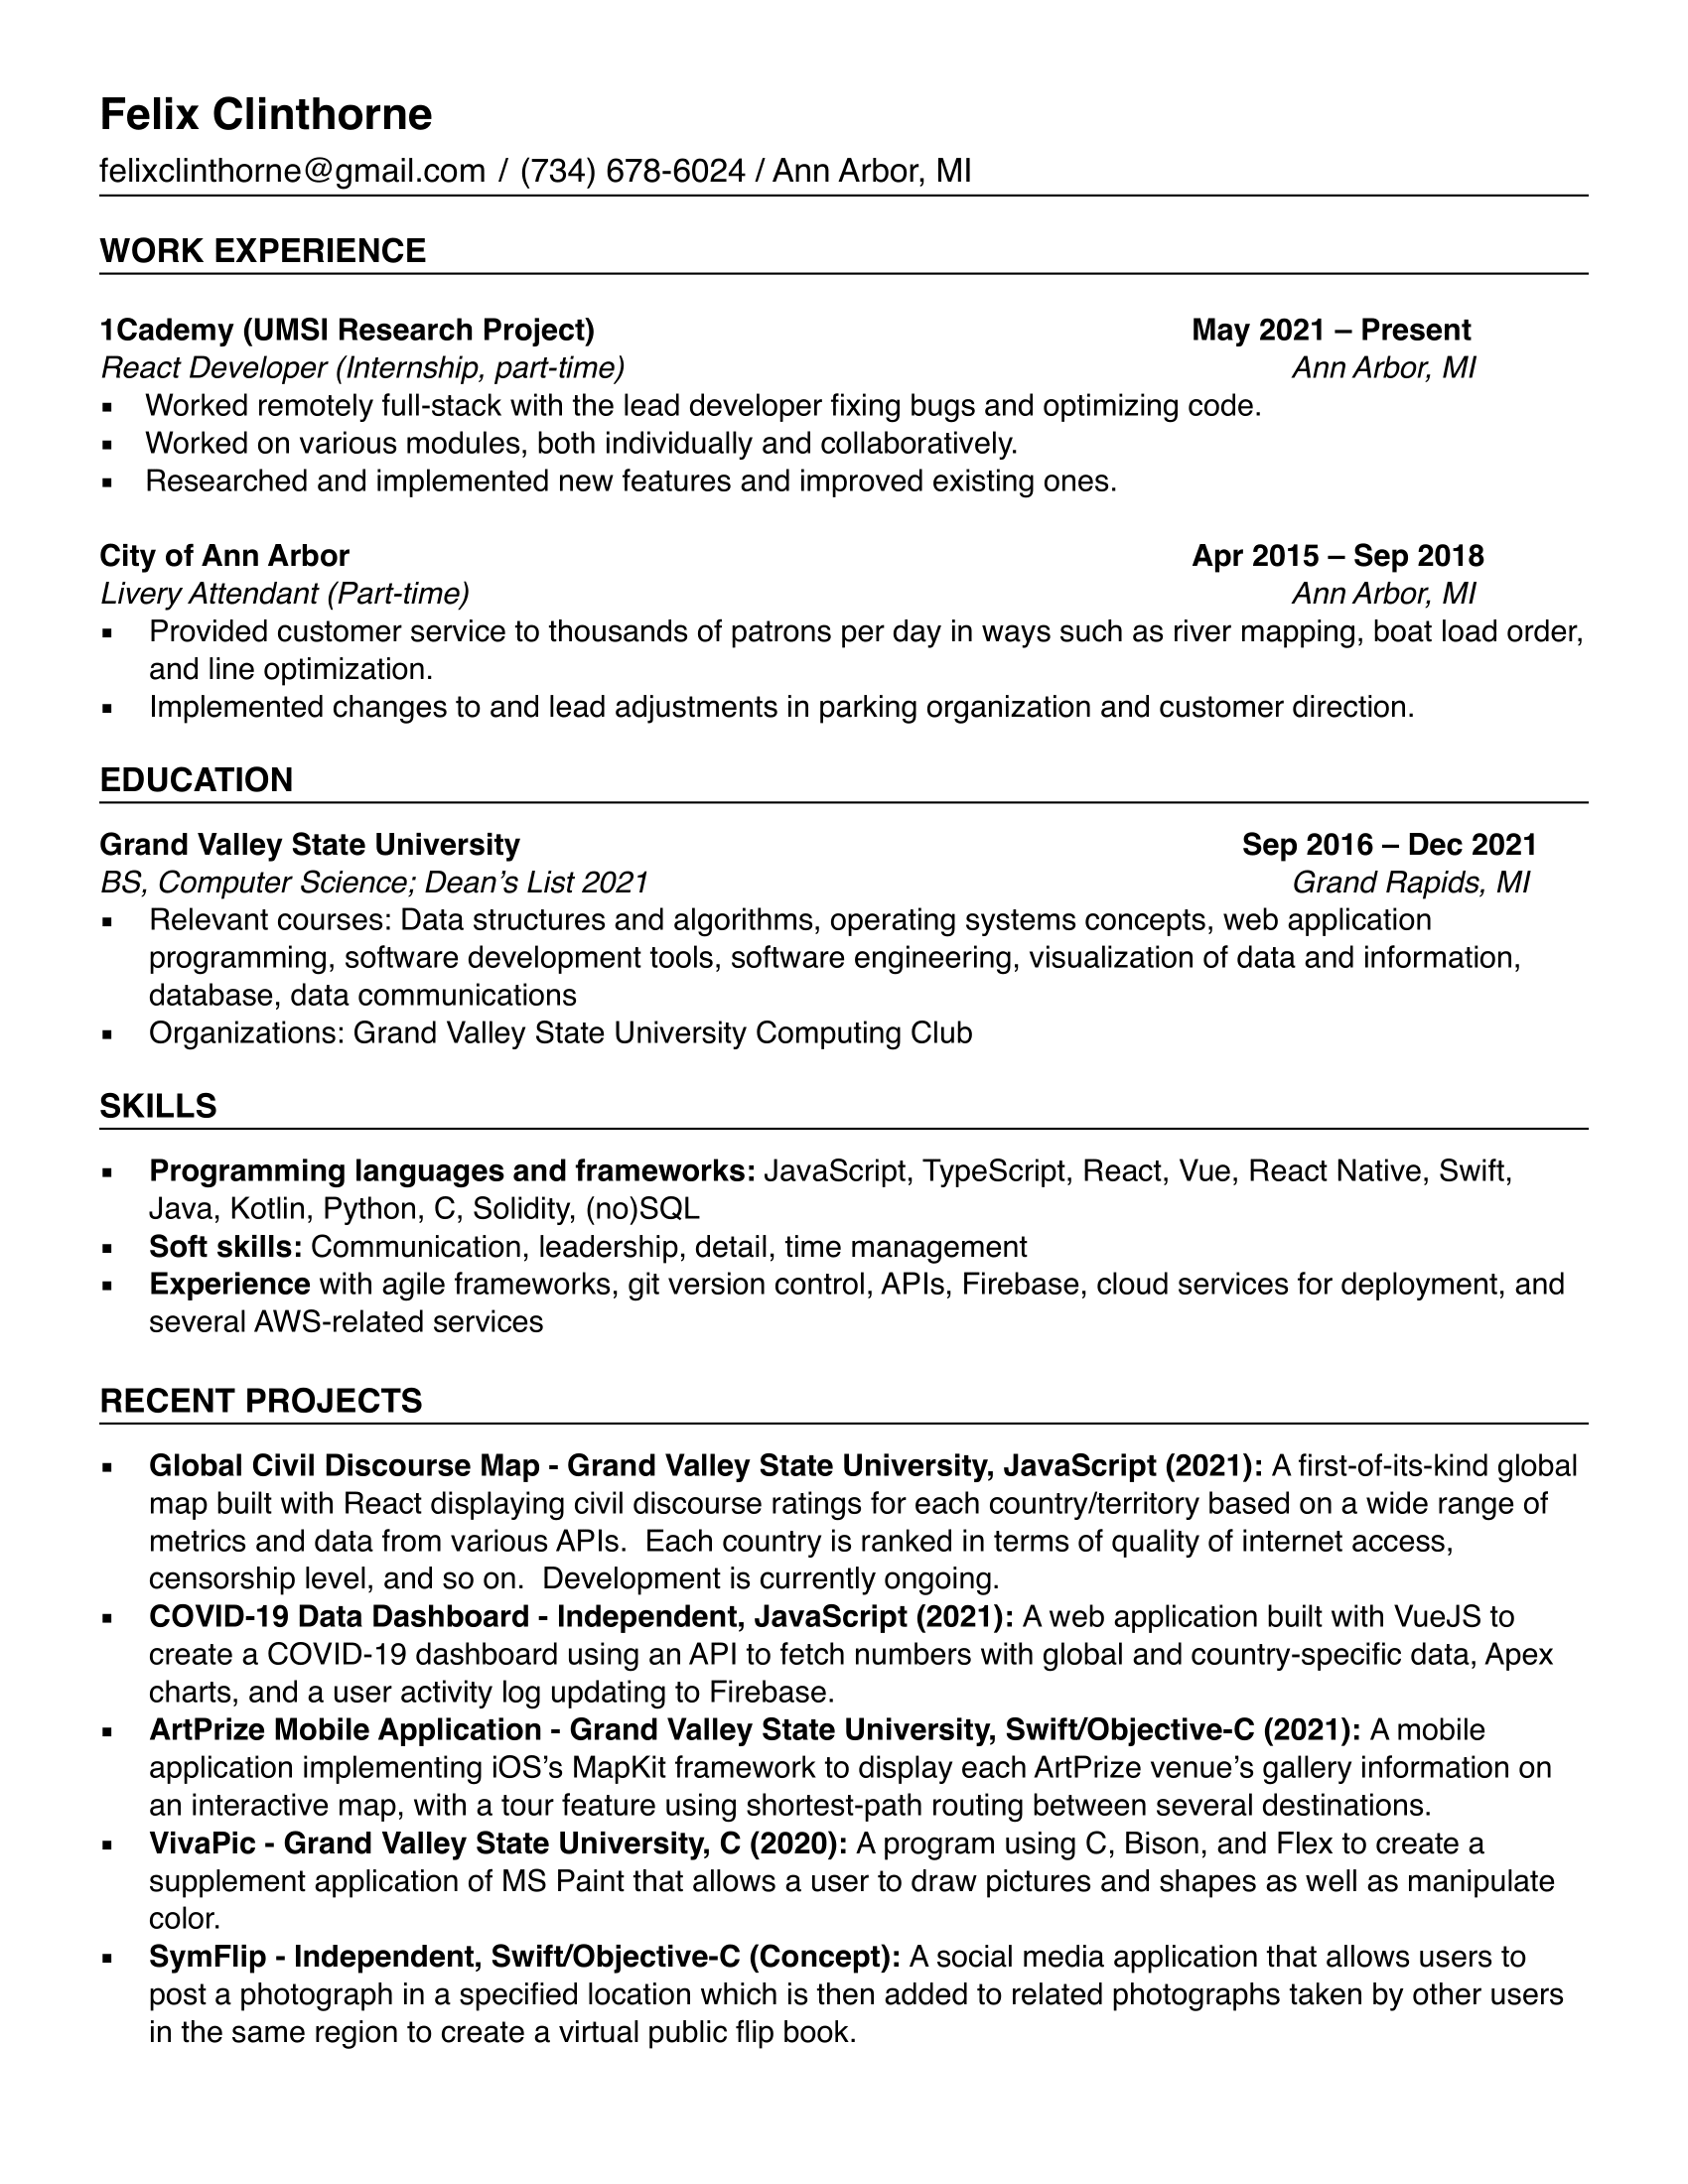 Felix Clinthorne
felixclinthorne@gmail.com / (734) 678-6024 / Ann Arbor, MI
WORK EXPERIENCE
1Cademy (UMSI Research Project) May 2021 – Present
React Developer (Internship, part-time) Ann Arbor, MI
▪ Worked remotely full-stack with the lead developer fixing bugs and optimizing code.
▪ Worked on various modules, both individually and collaboratively.
▪ Researched and implemented new features and improved existing ones.
City of Ann Arbor Apr 2015 – Sep 2018
Livery Attendant (Part-time) Ann Arbor, MI
▪ Provided customer service to thousands of patrons per day in ways such as river mapping, boat load order,
and line optimization.
▪ Implemented changes to and lead adjustments in parking organization and customer direction.
EDUCATION
Grand Valley State University Sep 2016 – Dec 2021
BS, Computer Science; Dean’s List 2021 Grand Rapids, MI
▪ Relevant courses: Data structures and algorithms, operating systems concepts, web application
programming, software development tools, software engineering, visualization of data and information,
database, data communications
▪ Organizations: Grand Valley State University Computing Club
SKILLS
▪ Programming languages and frameworks: JavaScript, TypeScript, React, Vue, React Native, Swift,
Java, Kotlin, Python, C, Solidity, (no)SQL
▪ Soft skills: Communication, leadership, detail, time management
▪ Experience with agile frameworks, git version control, APIs, Firebase, cloud services for deployment, and
several AWS-related services
RECENT PROJECTS
▪ Global Civil Discourse Map - Grand Valley State University, JavaScript (2021): A first-of-its-kind global
map built with React displaying civil discourse ratings for each country/territory based on a wide range of
metrics and data from various APIs.  Each country is ranked in terms of quality of internet access,
censorship level, and so on.  Development is currently ongoing.
▪ COVID-19 Data Dashboard - Independent, JavaScript (2021): A web application built with VueJS to
create a COVID-19 dashboard using an API to fetch numbers with global and country-specific data, Apex
charts, and a user activity log updating to Firebase.
▪ ArtPrize Mobile Application - Grand Valley State University, Swift/Objective-C (2021): A mobile
application implementing iOS’s MapKit framework to display each ArtPrize venue’s gallery information on
an interactive map, with a tour feature using shortest-path routing between several destinations.
▪ VivaPic - Grand Valley State University, C (2020): A program using C, Bison, and Flex to create a
supplement application of MS Paint that allows a user to draw pictures and shapes as well as manipulate
color.
▪ SymFlip - Independent, Swift/Objective-C (Concept): A social media application that allows users to
post a photograph in a specified location which is then added to related photographs taken by other users
in the same region to create a virtual public flip book.